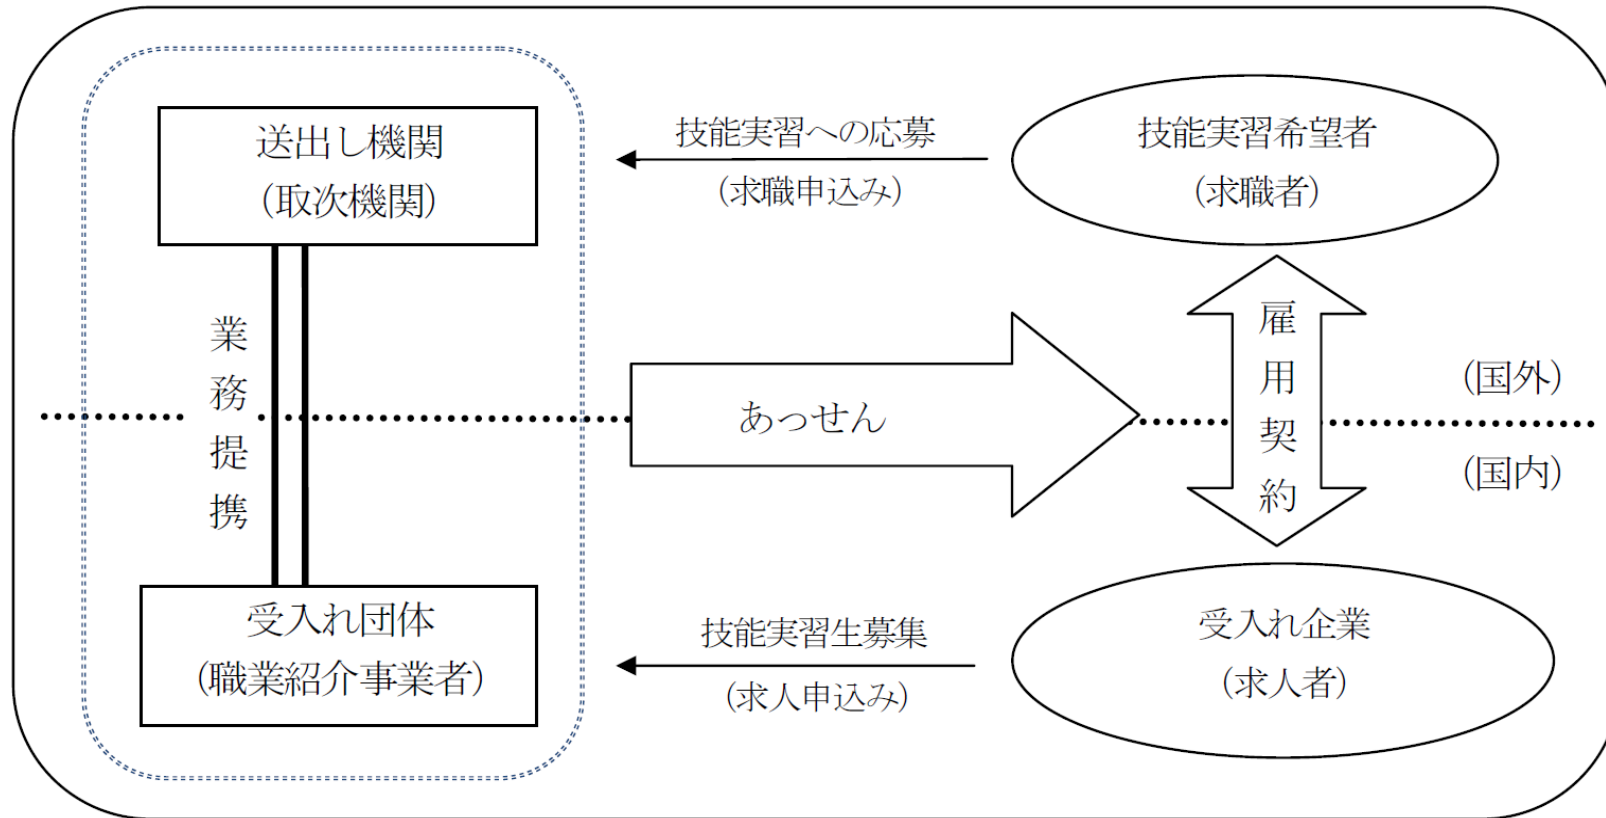 送出し機関
(取次機関)
技能実習への応募
(求職申込み)
技能実習希望者
(求職者)
業務提携
あっせん
雇用契約
(国外)
(国内)
受入れ団体
(職業紹介事業者)
技能実習生募集
(求人申込み)
受入れ企業
(求人者)